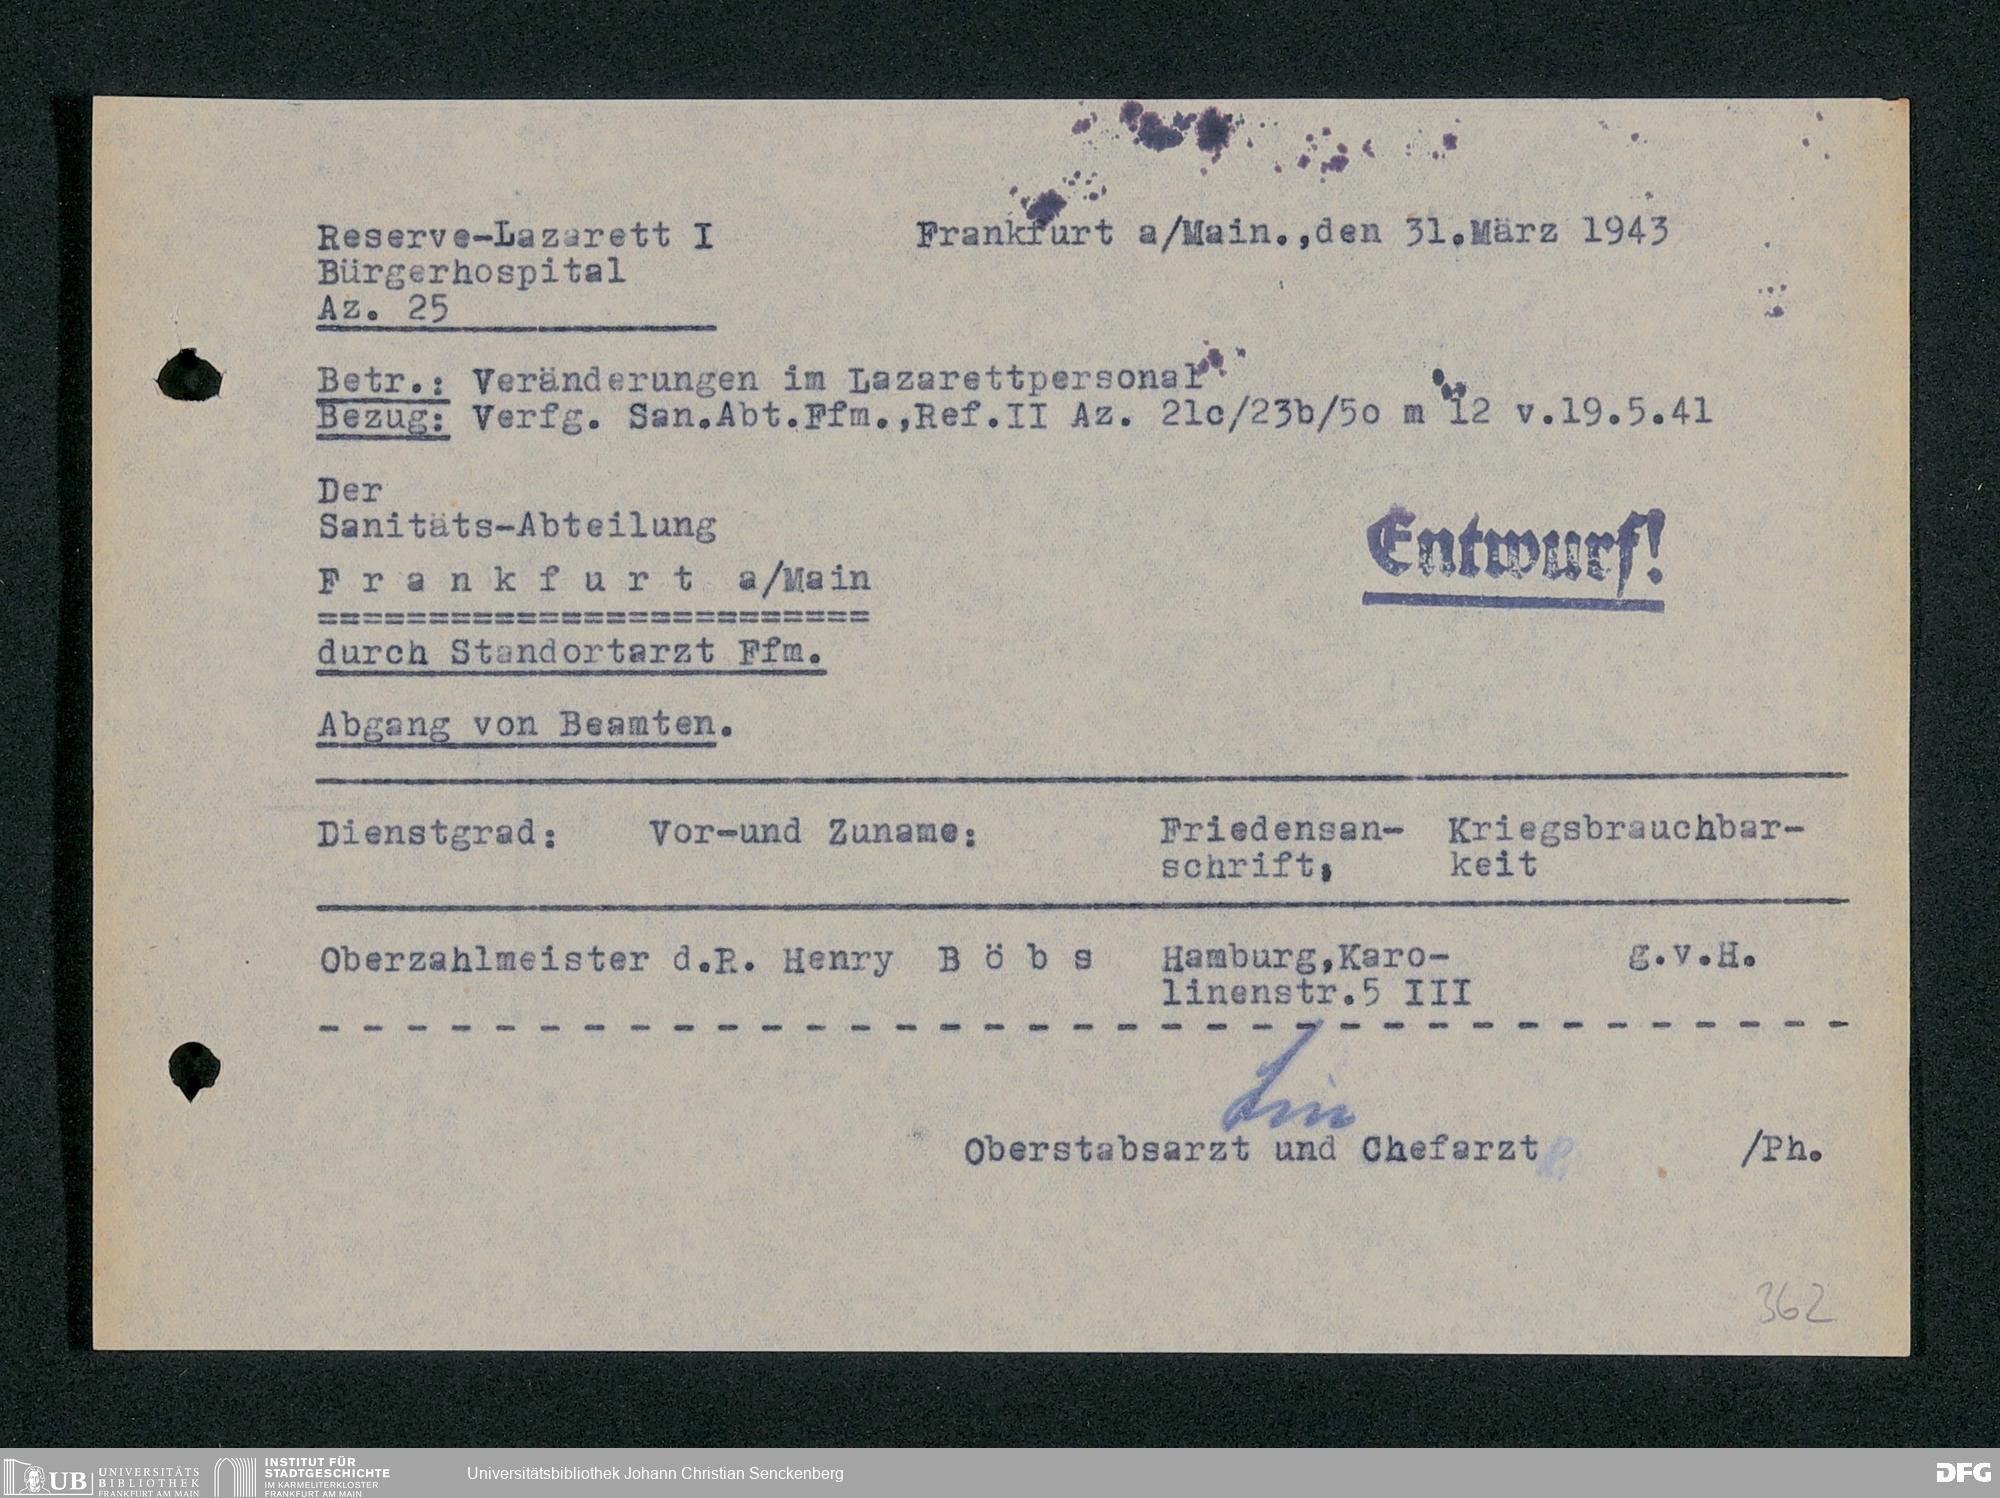 Reserve-Lazarett I
Frankfurt a/Main.,den 31.März 1943
Bürgerhospital
Az. 25
Betr.: Veränderungen im Lazarettpersonal
Bezug: Verfg. San.Abt.Ffm.,Ref.II Az. 21c/23b/5o m 12 v.19.5.41
Der
Sanitäts-Abteilung
F r a n k f u r t a/Main
=========================
Entwurf!
durch Standortarzt Ffm.
Abgang von Beamten.
Dienstgrad: Vor-und Zuname: Friedensan- Kriegsbrauchbar-
schrift; keit
Oberzahlmeister d.R. Henry B ö b s Hamburg,Karo- g.v.H.
linenstr.5 III
Oberstabsarzt und Chefarzt /Ph.
362
UB UNIVERSITÄTS
BIBLIOTHEK
FRANKFURT AM MAIN
INSTITUT FÜR
STADTGESCHICHTE
IM KARMELITERKLOSTER
FRANKFURT AM MAIN
Universitätsbibliothek Johann Christian Senckenberg
DFG